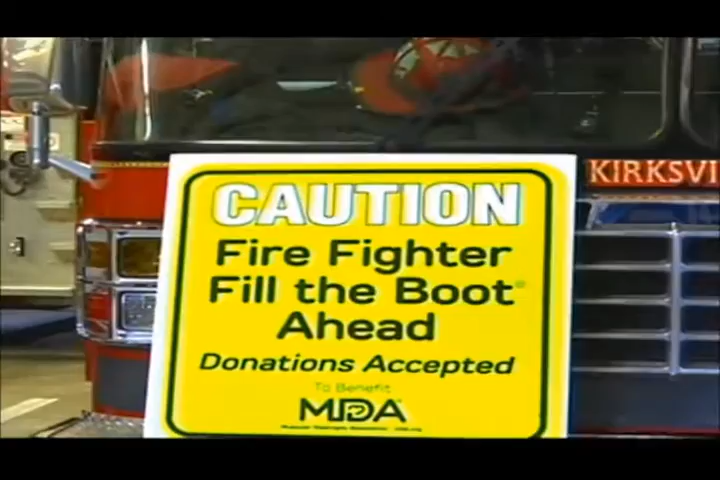 KIRKSVI
CAUTION
Fire Fighter
Fill the Boot
Ahead
Donations Accepted
To Benefit
MDA